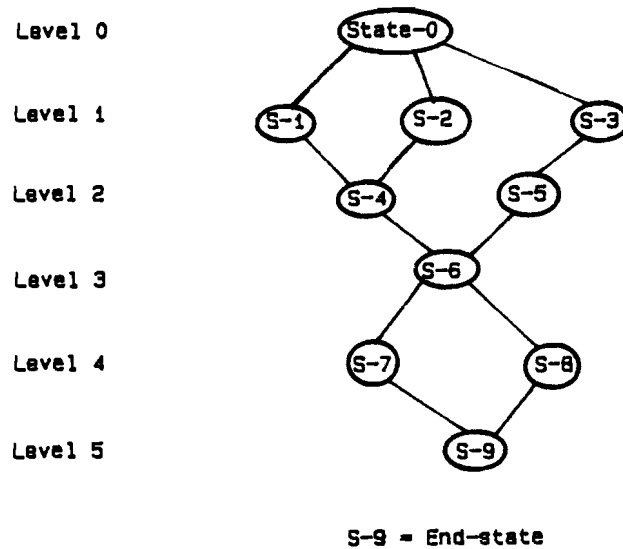 Level 0
State-0
Level 1
S-1
S-2
S-3
Level 2
S-4
S-5
Level 3
S-6
Level 4
S-7
S-8
Level 5
S-9
S-9 = End-state